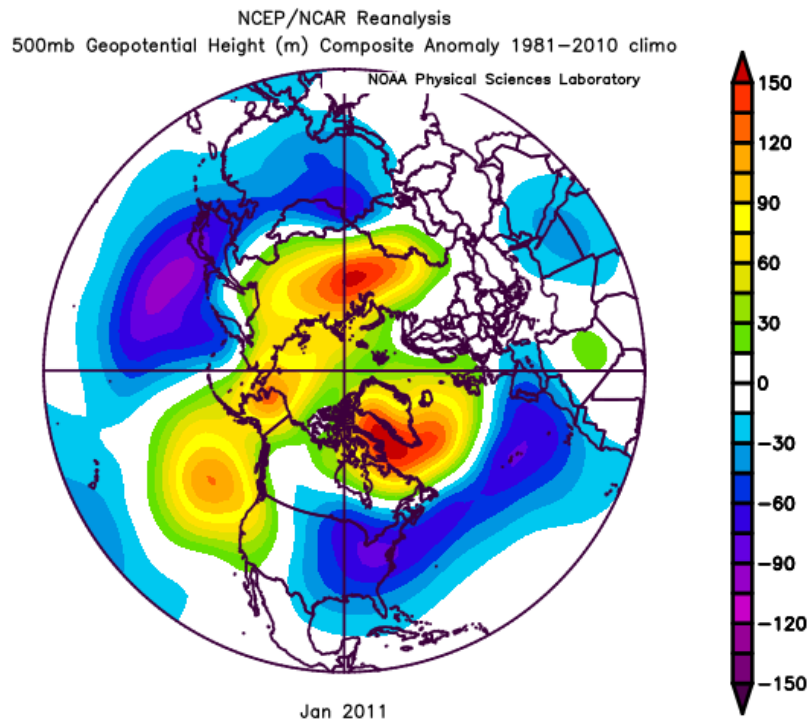 NCEP/NCAR Reanalysis
500mb Geopotential Height (m) Composite Anomaly 1981-2010 climo
NOAA Physical Sciences Laboratory
150
120
90
60
30
0
-30
-60
-90
-120
-150
Jan 2011